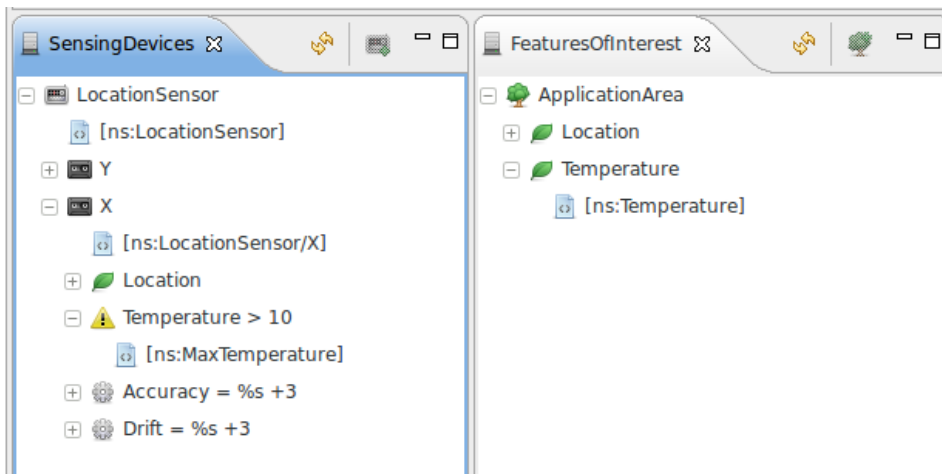 SensingDevices
LocationSensor
[ns:LocationSensor]
Y
X
[ns:LocationSensor/X]
Location
Temperature > 10
[ns:MaxTemperature]
Accuracy = %s +3
Drift = %s +3
FeaturesOfInterest
ApplicationArea
Location
Temperature
[ns:Temperature]